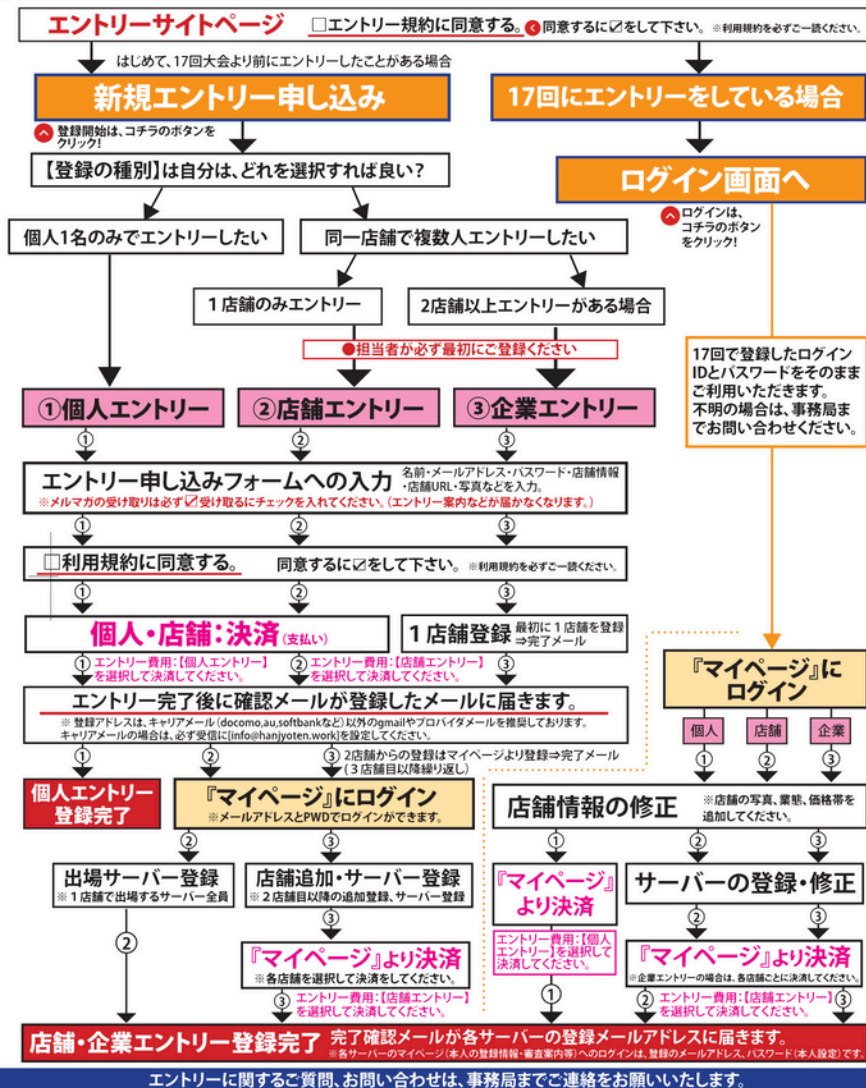 エントリーサイトページ □エントリー規約に同意する。 同意するに☑をして下さい。 ※利用規約を必ずご一読ください。
はじめて、17回大会より前にエントリーしたことがある場合
新規エントリー申し込み
17回にエントリーをしている場合
登録開始は、コチラのボタンを
クリック!
【登録の種別】は自分は、どれを選択すれば良い?
ログイン画面へ
ログインは、
コチラのボタン
をクリック!
個人1名のみでエントリーしたい
同一店舗で複数人エントリーしたい
1店舗のみエントリー
2店舗以上エントリーがある場合
●担当者が必ず最初にご登録ください
17回で登録したログイン
IDとパスワードをそのまま
ご利用いただきます。
不明の場合は、事務局ま
でお問い合わせください。
①個人エントリー
②店舗エントリー
③企業エントリー
① ② ③
エントリー申し込みフォームへの入力 名前・メールアドレス・パスワード・店舗情報
・店舗URL・写真などを入力。
※メルマガの受け取りは必ず☑受け取るにチェックを入れてください。(エントリー案内などが届かなくなります。)
① ② ③
□利用規約に同意する。 同意するに☑をして下さい。 ※利用規約を必ずご一読ください。
① ② ③
個人・店舗:決済(支払い)
1店舗登録 最初に1店舗を登録
⇒完了メール
① エントリー費用:【個人エントリー】
を選択して決済してください。
② エントリー費用:【店舗エントリー】
を選択して決済してください。
③
エントリー完了後に確認メールが登録したメールに届きます。
※ 登録アドレスは、キャリアメール(docomo,au,softbankなど)以外のgmailやプロバイダメールを推奨しております。
キャリアメールの場合は、必ず受信に[info@hanjyoten.work]を設定してください。
① ② ③ 2店舗からの登録はマイページより登録⇒完了メール
(3店舗目以降繰り返し)
『マイページ』に
ログイン
個人 店舗 企業
① ② ③
個人エントリー
登録完了
『マイページ』にログイン
※メールアドレスとPWDでログインができます。
店舗情報の修正 ※店舗の写真、業態、価格帯を
追加してください。
② ③
① ② ③
出場サーバー登録
※1店舗で出場するサーバー全員
店舗追加・サーバー登録
※2店舗目以降の追加登録、サーバー登録
『マイページ』
より決済
サーバーの登録・修正
② ③
② ③
『マイページ』より決済
※各店舗を選択して決済をしてください。
エントリー費用:【個人
エントリー】を選択して
決済してください。
『マイページ』より決済
※企業エントリーの場合は、各店舗ごとに決済してください。
③ エントリー費用:【店舗エントリー】
を選択して決済してください。
①
② エントリー費用:【店舗エントリー】 ③
を選択して決済してください。
店舗・企業エントリー登録完了 完了確認メールが各サーバーの登録メールアドレスに届きます。
※各サーバーのマイページ(本人の登録情報・審査案内等)へのログインは、登録のメールアドレス、パスワード(本人設定)です。
エントリーに関するご質問、お問い合わせは、事務局までご連絡をお願いいたします